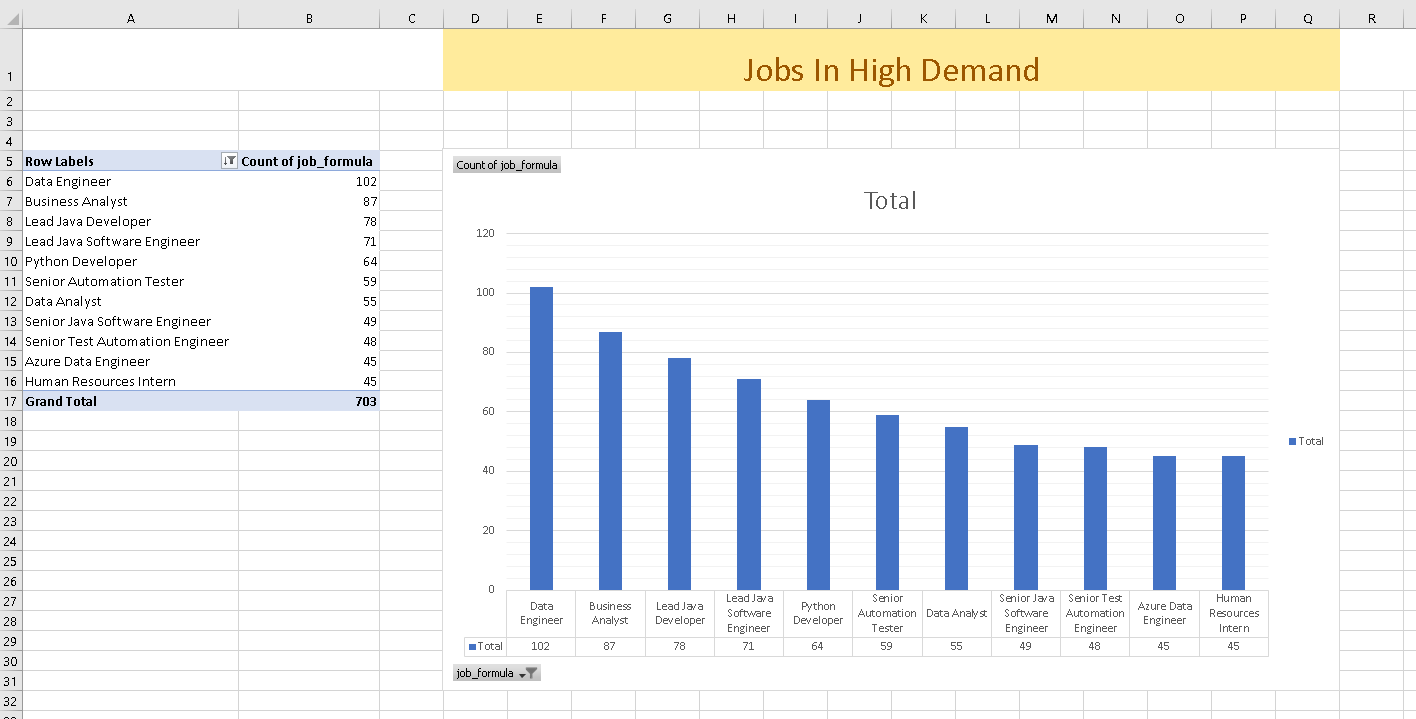 A B C D E F G H I J K L M N O P Q R
1 Jobs In High Demand
2
3
4
5 Row Labels Count of job_formula
6 Data Engineer 102
7 Business Analyst 87
8 Lead Java Developer 78
9 Lead Java Software Engineer 71
10 Python Developer 64
11 Senior Automation Tester 59
12 Data Analyst 55
13 Senior Java Software Engineer 49
14 Senior Test Automation Engineer 48
15 Azure Data Engineer 45
16 Human Resources Intern 45
17 Grand Total 703
18
19
20
21
22
23
24
25
26
27
28
29
30
31
32
Count of job_formula
Total
120
100
80
60
40
20
0
Total
Data Engineer
Business Analyst
Lead Java Developer
Lead Java Software Engineer
Python Developer
Senior Automation Tester
Data Analyst
Senior Java Software Engineer
Senior Test Automation Engineer
Azure Data Engineer
Human Resources Intern
Total 102 87 78 71 64 59 55 49 48 45 45
job_formula